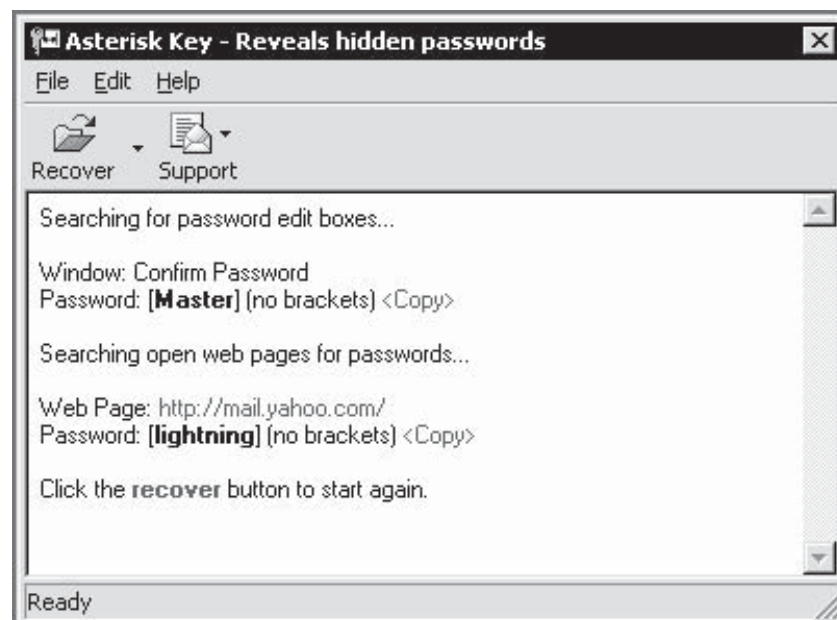 Asterisk Key - Reveals hidden passwords
File Edit Help
Recover Support
Searching for password edit boxes...
Window: Confirm Password
Password: [Master] (no brackets) <Copy>
Searching open web pages for passwords...
Web Page: http://mail.yahoo.com/
Password: [lightning] (no brackets) <Copy>
Click the recover button to start again.
Ready